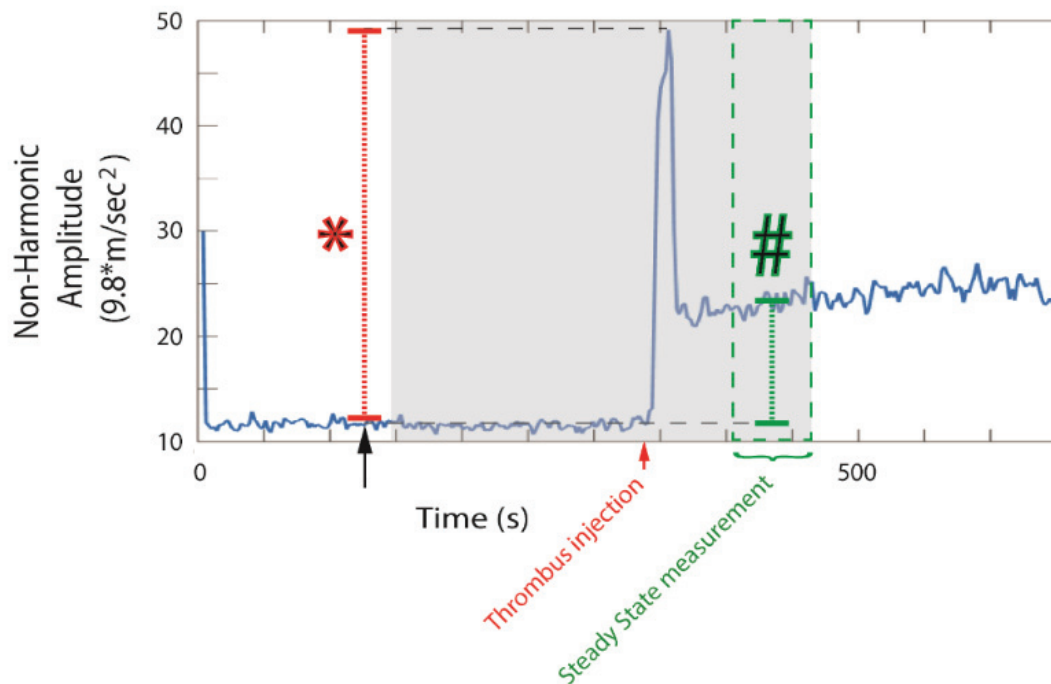 50
40
30
20
10
Non-Harmonic
Amplitude
(9.8*m/sec²)
*
#
0
500
Time (s)
Thrombus injection
Steady State measurement